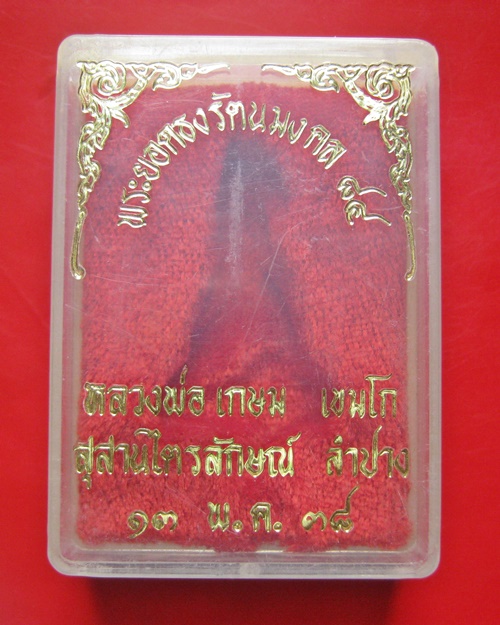 พระยอดธงรัตนมงคล ๘๔
หลวงพ่อ เกษม เขมโก
สุสานไตรลักษณ์ ลำปาง
๑๓ พ.ค. ๓๘